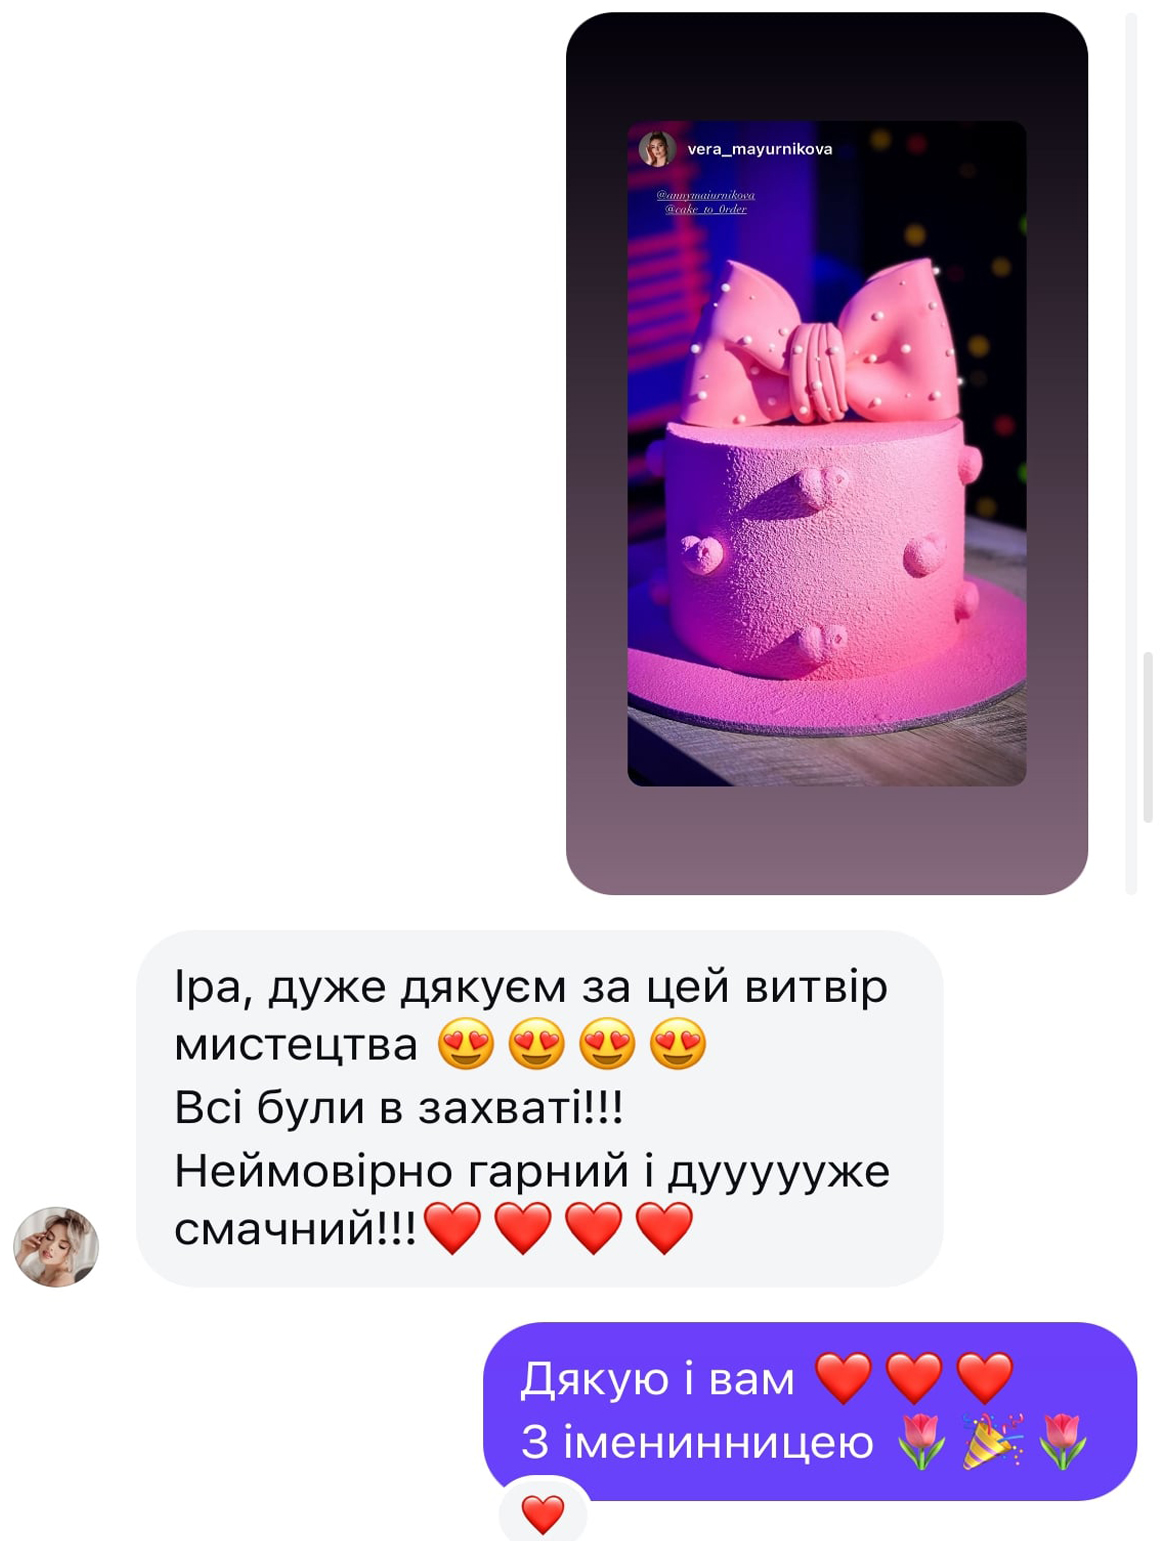 vera_mayurnikova
@annymaiurnikova
@cake_to_0rder
Іра, дуже дякуєм за цей витвір
мистецтва 😍 😍 😍 😍
Всі були в захваті!!!
Неймовірно гарний і дуууууже
смачний!!!❤️ ❤️ ❤️ ❤️
Дякую і вам ❤️ ❤️ ❤️
З іменинницею 🌷 🎉 🌷
❤️